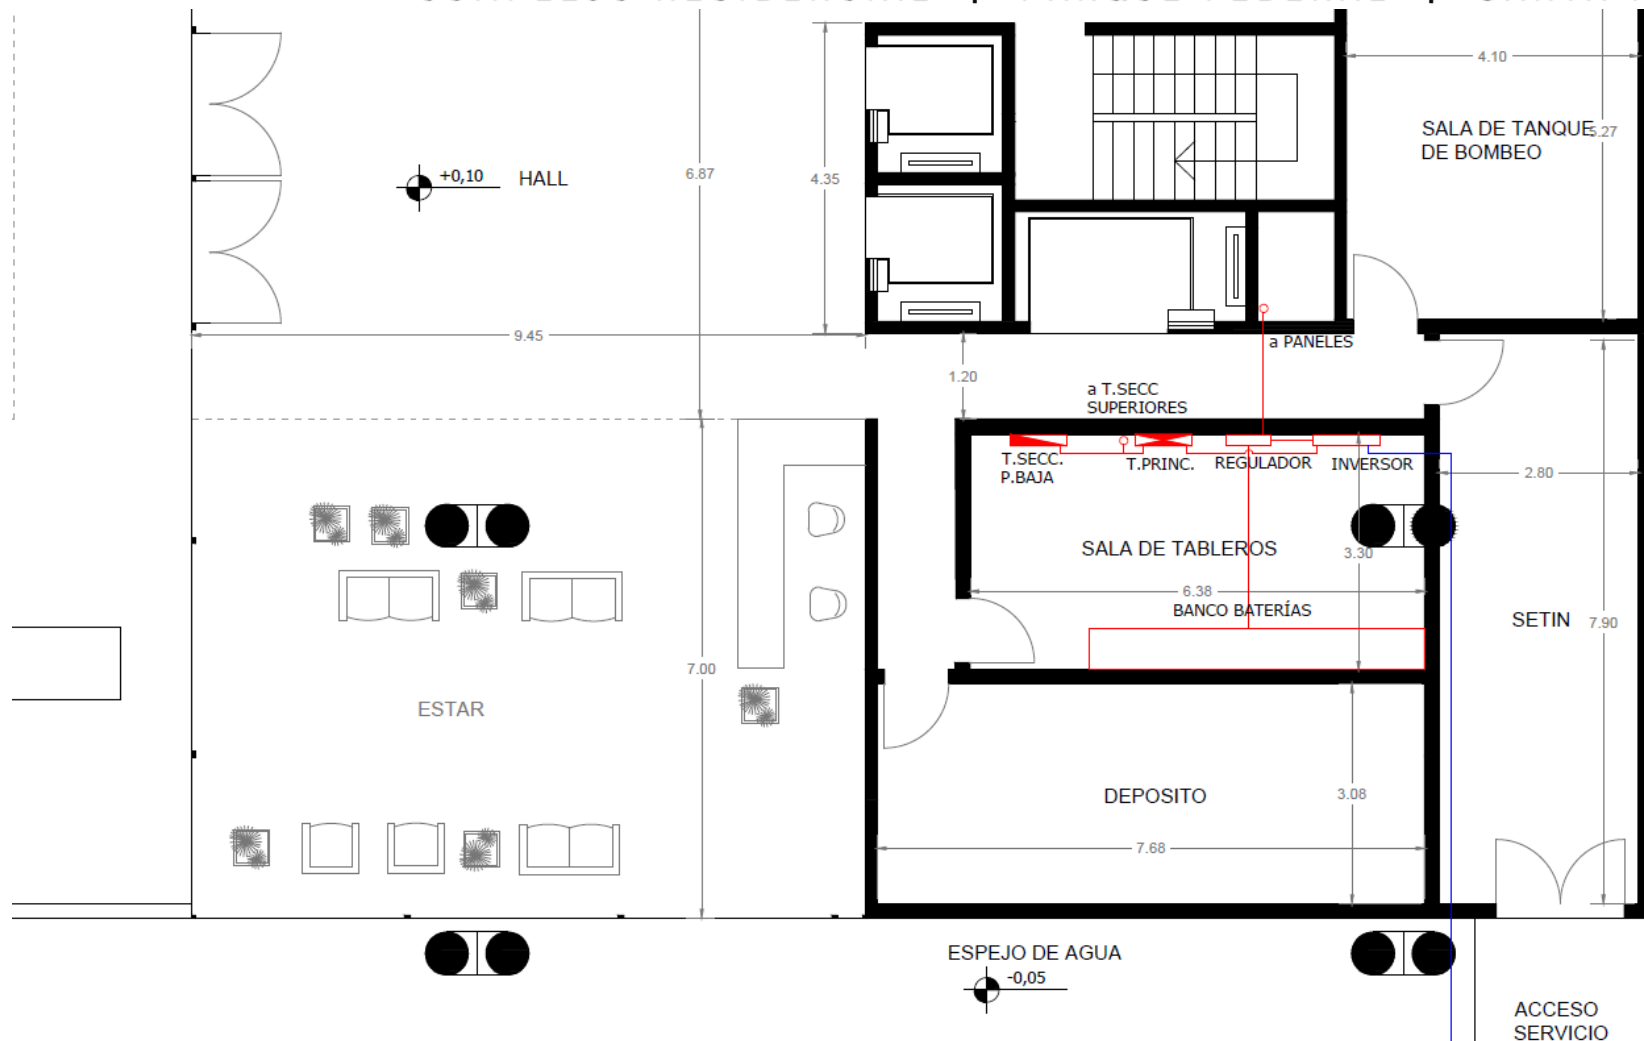 4.10
SALA DE TANQUE
DE BOMBEO
5.27
+0,10
HALL
6.87
4.35
9.45
a PANELES
1.20
a T.SECC
SUPERIORES
T.SECC.
P.BAJA
T.PRINC.
REGULADOR
INVERSOR
2.80
SALA DE TABLEROS
3.30
6.38
BANCO BATERÍAS
SETIN
7.90
7.00
ESTAR
DEPOSITO
3.08
7.68
ESPEJO DE AGUA
-0,05
ACCESO
SERVICIO